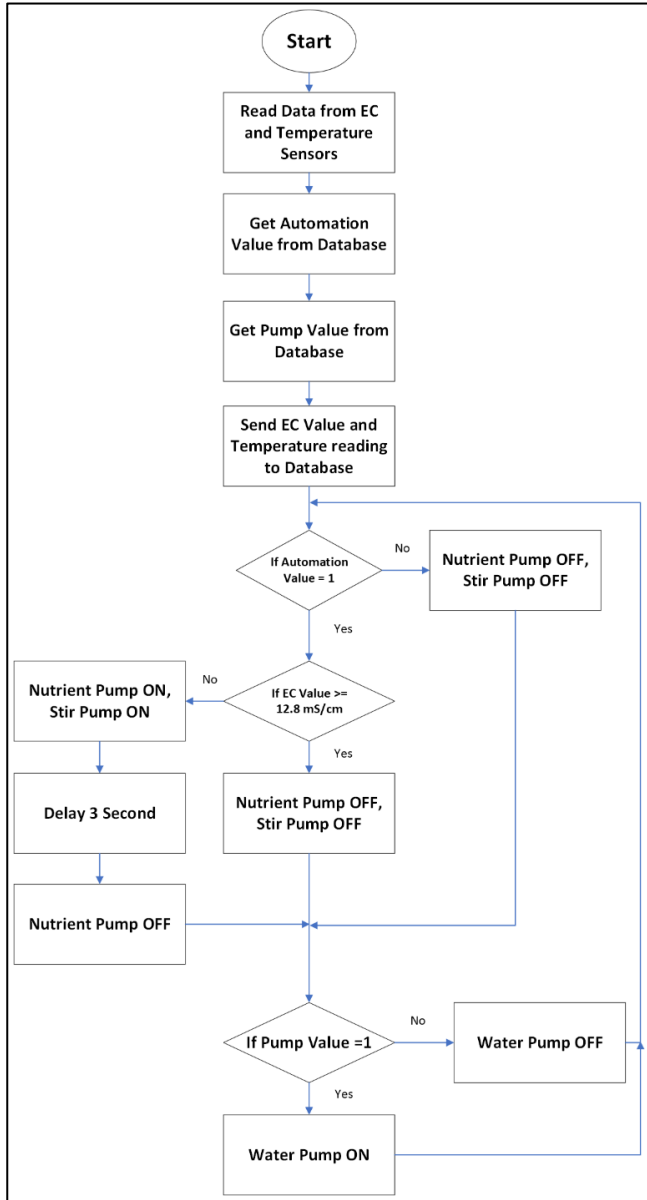 Start
Read Data from EC
and Temperature
Sensors
Get Automation
Value from Database
Get Pump Value from
Database
Send EC Value and
Temperature reading
to Database
If Automation
Value = 1
No
Nutrient Pump OFF,
Stir Pump OFF
Yes
If EC Value >=
12.8 mS/cm
No
Nutrient Pump ON,
Stir Pump ON
Yes
Delay 3 Second
Nutrient Pump OFF,
Stir Pump OFF
Nutrient Pump OFF
If Pump Value =1
No
Water Pump OFF
Yes
Water Pump ON